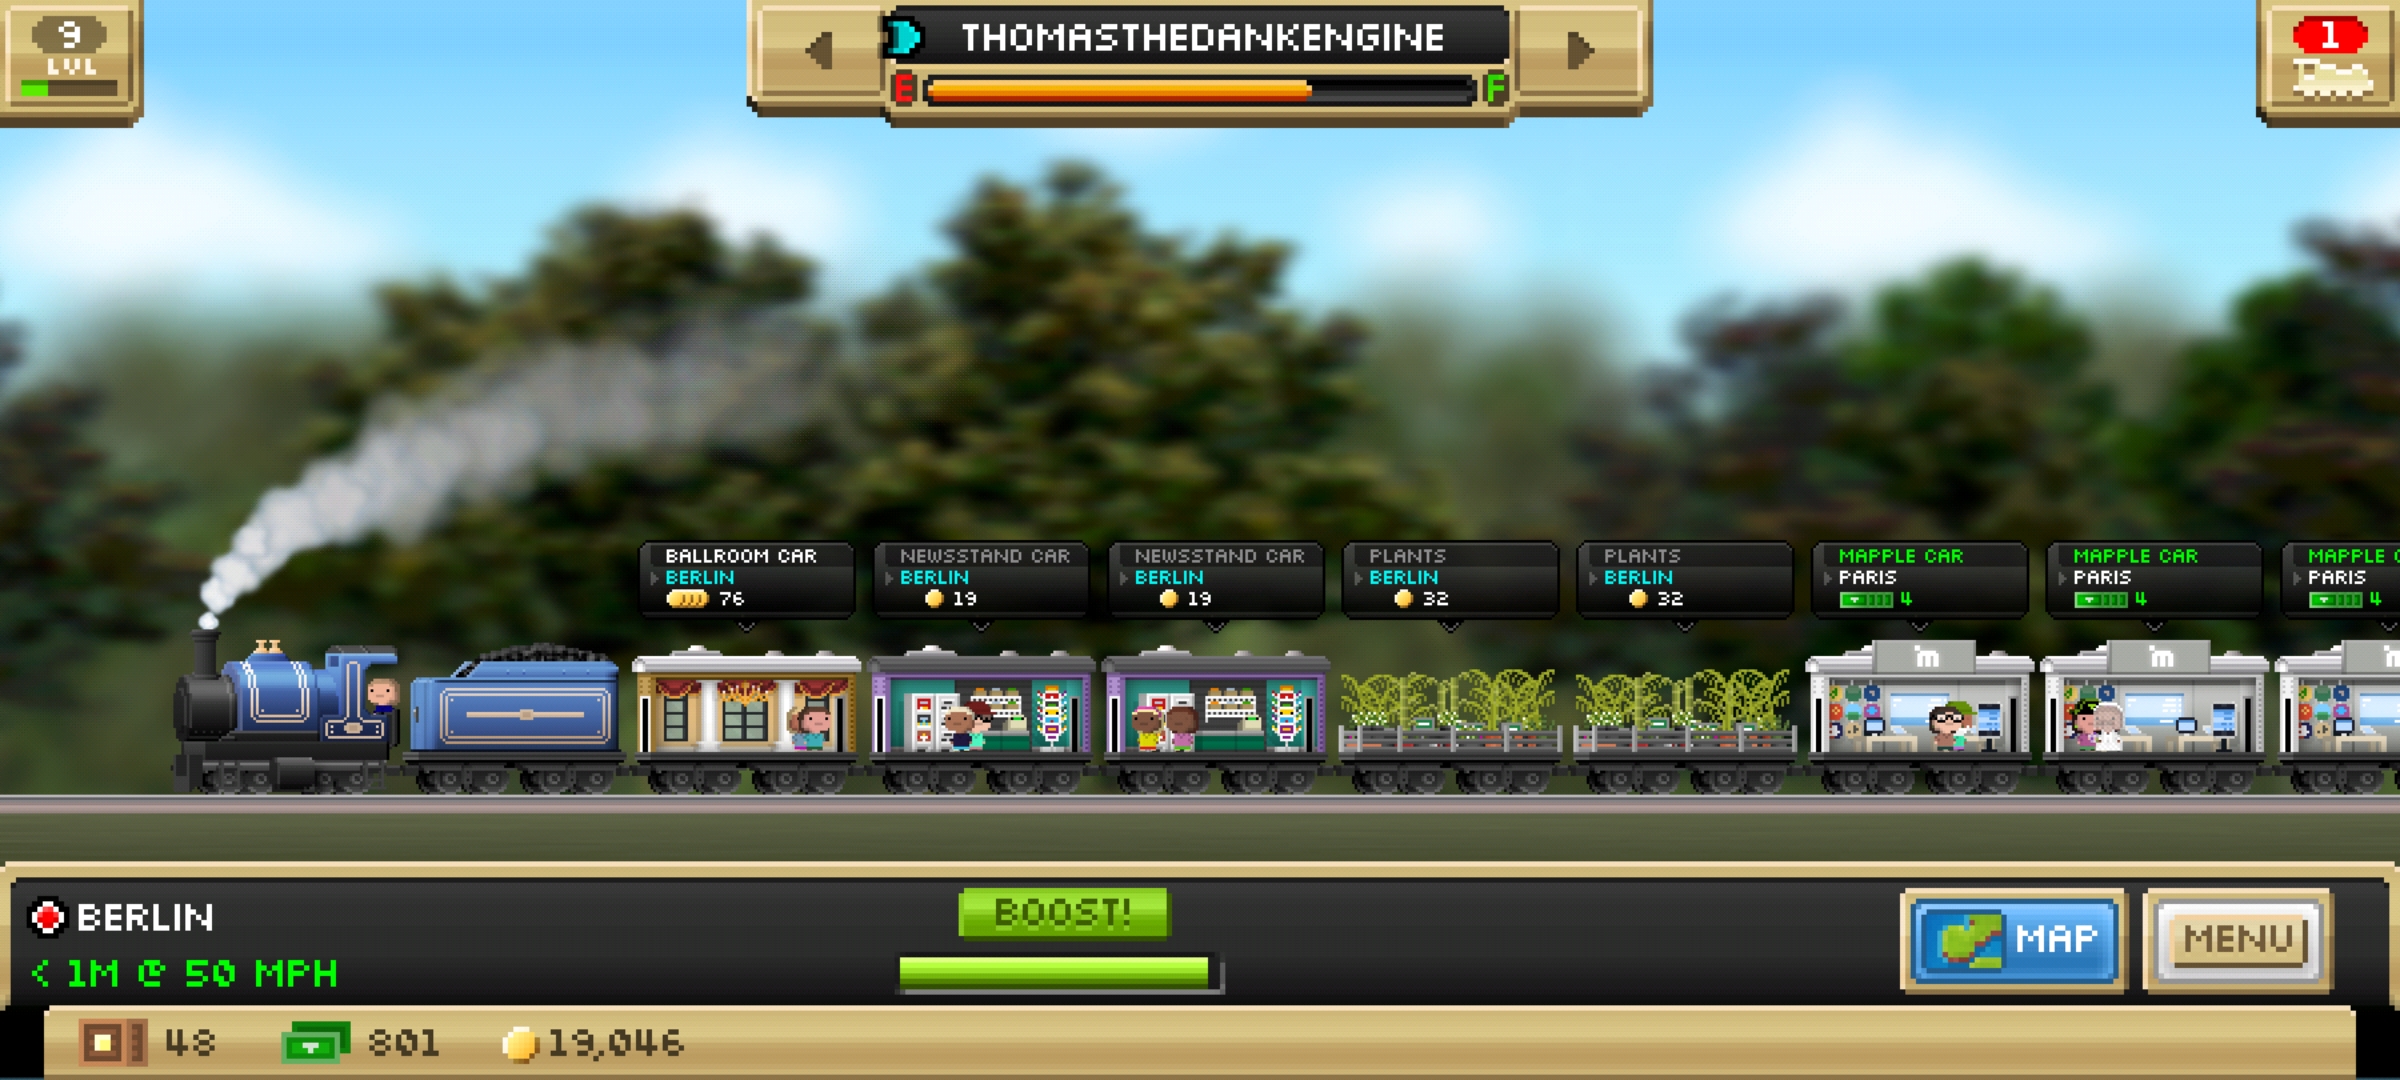 9
LVL
THOMASTHEDANKENGINE
E F
1
BALLROOM CAR
BERLIN
76
NEWSSTAND CAR
BERLIN
19
NEWSSTAND CAR
BERLIN
19
PLANTS
BERLIN
32
PLANTS
BERLIN
32
MAPPLE CAR
PARIS
4
MAPPLE CAR
PARIS
4
MAPPLE
PARIS
4
m
m
BERLIN
< 1M @ 50 MPH
BOOST!
MAP
MENU
48
801
19,046